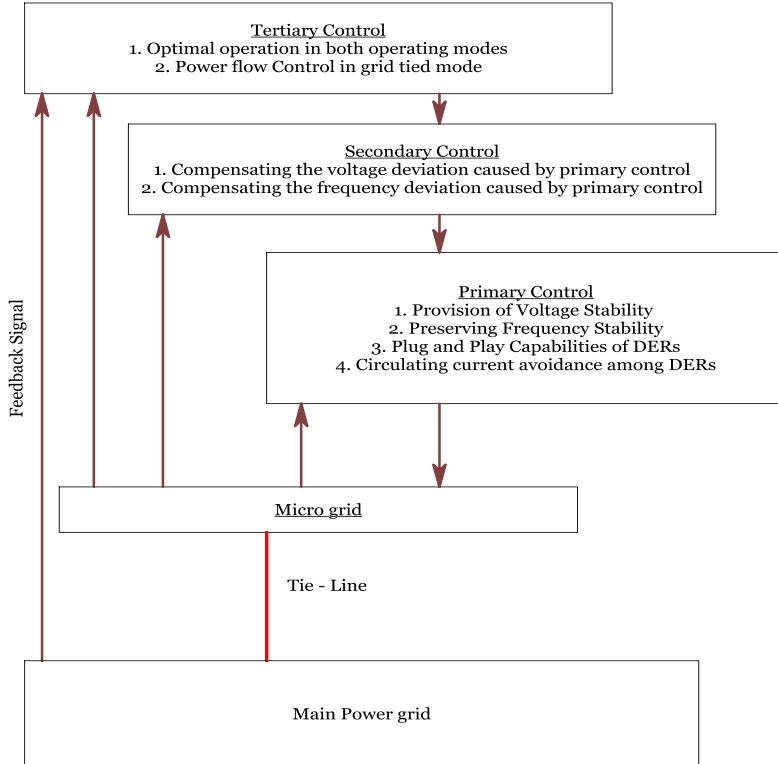 Tertiary Control
1. Optimal operation in both operating modes
2. Power flow Control in grid tied mode
Secondary Control
1. Compensating the voltage deviation caused by primary control
2. Compensating the frequency deviation caused by primary control
Primary Control
1. Provision of Voltage Stability
2. Preserving Frequency Stability
3. Plug and Play Capabilities of DERs
4. Circulating current avoidance among DERs
Feedback Signal
Micro grid
Tie - Line
Main Power grid